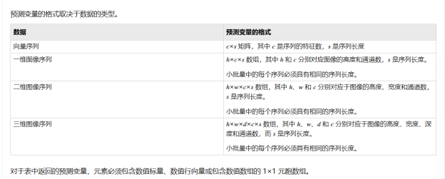 预测变量的格式取决于数据的类型。
数据 预测变量的格式
向量序列 c×s 矩阵，其中 c 是序列的特征数，s 是序列长度
一维图像序列 h×c×s 数组，其中 h 和 c 分别对应图像的高度和通道数，s 是序列长度。
小批量中的每个序列必须具有相同的序列长度。
二维图像序列 h×w×c×s 数组，其中 h、w 和 c 分别对应于图像的高度、宽度和通道数，
s 是序列长度。
小批量中的每个序列必须具有相同的序列长度。
三维图像序列 h×w×d×c×s 数组，其中 h、w、d 和 c 分别对应于图像的高度、宽度、深
度和通道数，而 s 是序列长度。
小批量中的每个序列必须具有相同的序列长度。
对于表中返回的预测变量，元素必须包含数值标量、数值行向量或包含数值数组的 1×1 元胞数组。